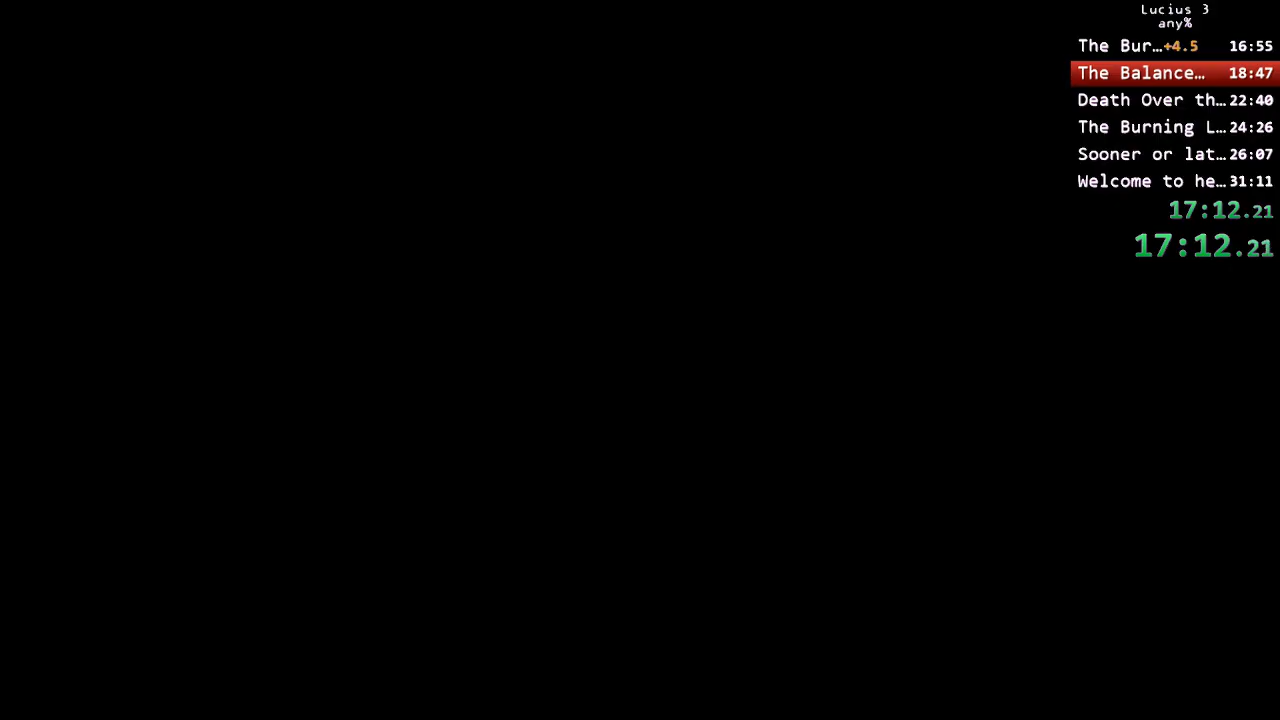 Lucius 3
any%
The Bur…+4.5 16:55
The Balance… 18:47
Death Over th… 22:40
The Burning L… 24:26
Sooner or lat… 26:07
Welcome to he… 31:11
17:12.21
17:12.21